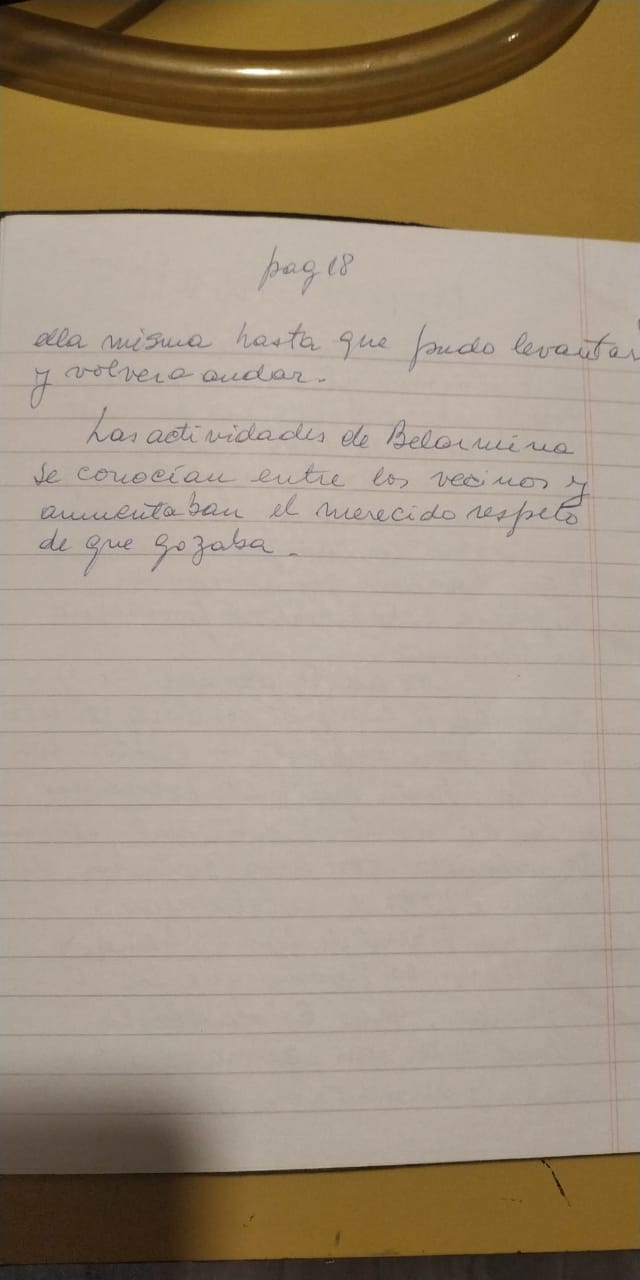 pag 18
ella misma hasta que pudo levantar
y volver a andar.
Las actividades de Belarmina
se conocían entre los vecinos y
aumentaban el merecido respeto
de que gozaba.